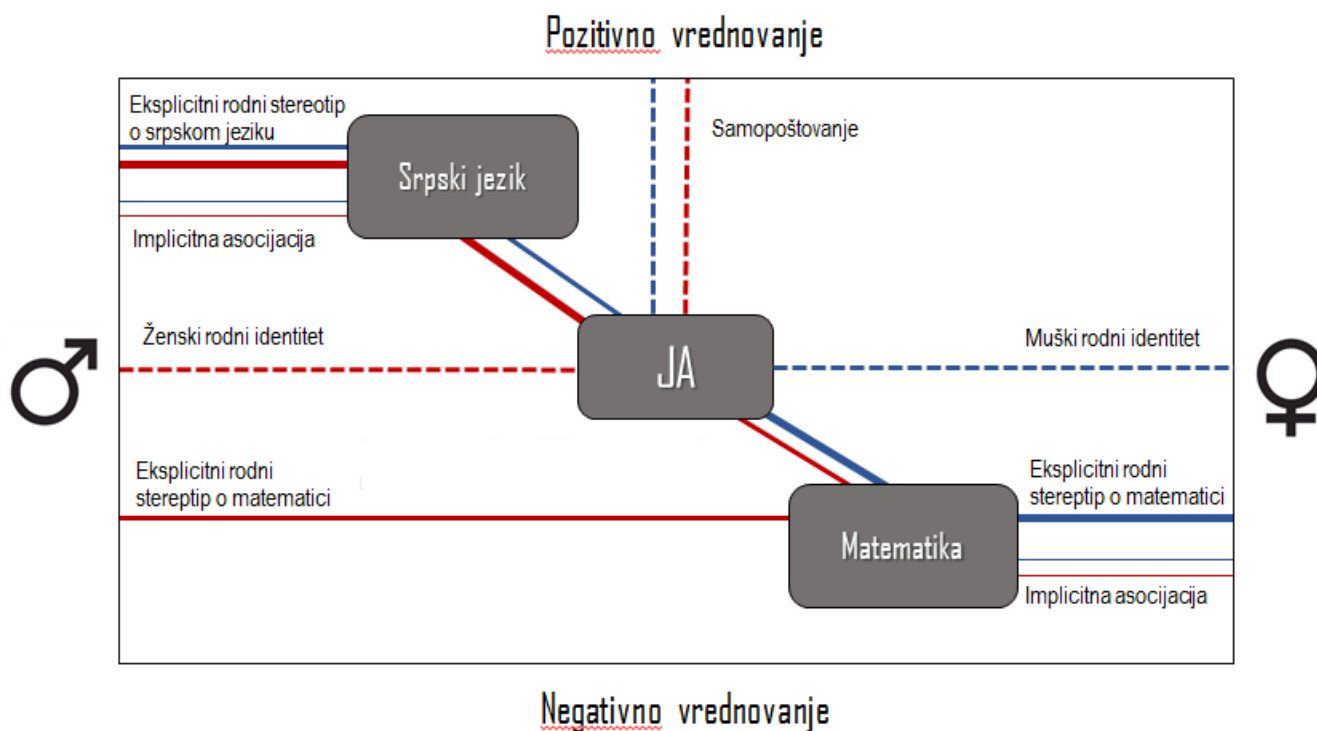 Pozitivno vrednovanje
Eksplicitni rodni stereotip
o srpskom jeziku
Srpski jezik
Samopoštovanje
Implicitna asocijacija
Ženski rodni identitet
JA
Muški rodni identitet
Eksplicitni rodni
stereptip o matematici
Matematika
Eksplicitni rodni
stereptip o matematici
Implicitna asocijacija
Negativno vrednovanje